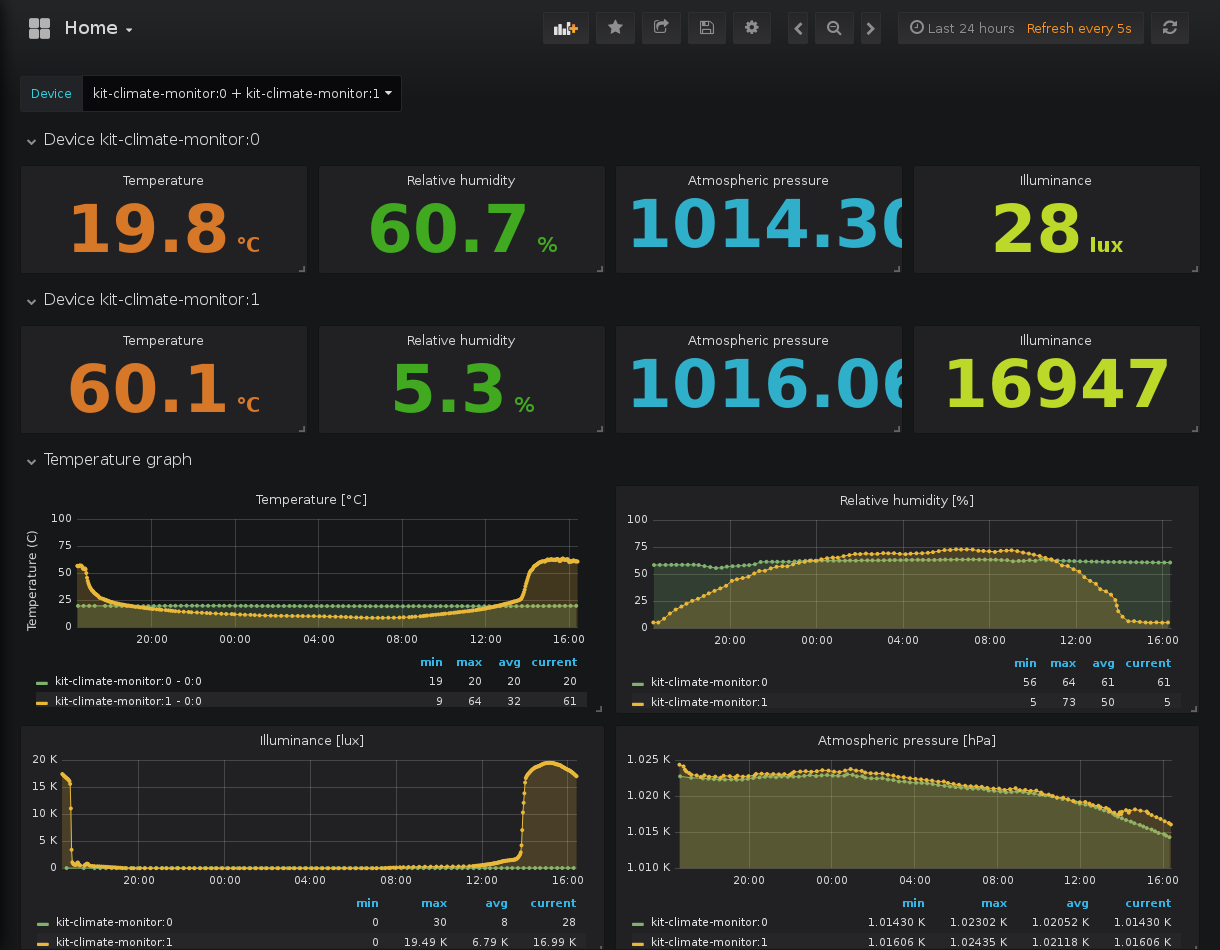 Home
Last 24 hours Refresh every 5s
Device kit-climate-monitor:0 + kit-climate-monitor:1
Device kit-climate-monitor:0
Temperature Relative humidity Atmospheric pressure Illuminance
19.8 °C 60.7 % 1014.30 28 lux
Device kit-climate-monitor:1
Temperature Relative humidity Atmospheric pressure Illuminance
60.1 °C 5.3 % 1016.06 16947
Temperature graph
Temperature [°C]
Temperature (C)
100
75
50
25
0
20:00 00:00 04:00 08:00 12:00 16:00
min max avg current
kit-climate-monitor:0 - 0:0 19 20 20 20
kit-climate-monitor:1 - 0:0 9 64 32 61
Relative humidity [%]
100
75
50
25
0
20:00 00:00 04:00 08:00 12:00 16:00
min max avg current
kit-climate-monitor:0 56 64 61 61
kit-climate-monitor:1 5 73 50 5
Illuminance [lux]
20 K
15 K
10 K
5 K
0
20:00 00:00 04:00 08:00 12:00 16:00
min max avg current
kit-climate-monitor:0 0 30 8 28
kit-climate-monitor:1 0 19.49 K 6.79 K 16.99 K
Atmospheric pressure [hPa]
1.025 K
1.020 K
1.015 K
1.010 K
20:00 00:00 04:00 08:00 12:00 16:00
min max avg current
kit-climate-monitor:0 1.01430 K 1.02302 K 1.02052 K 1.01430 K
kit-climate-monitor:1 1.01606 K 1.02435 K 1.02118 K 1.01606 K